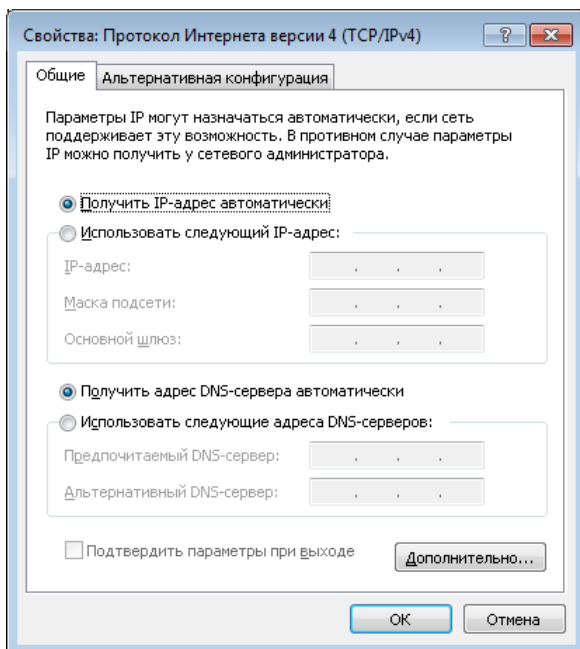 Свойства: Протокол Интернета версии 4 (TCP/IPv4)
Общие
Альтернативная конфигурация
Параметры IP могут назначаться автоматически, если сеть
поддерживает эту возможность. В противном случае параметры
IP можно получить у сетевого администратора.
Получить IP-адрес автоматически
Использовать следующий IP-адрес:
IP-адрес:
Маска подсети:
Основной шлюз:
Получить адрес DNS-сервера автоматически
Использовать следующие адреса DNS-серверов:
Предпочитаемый DNS-сервер:
Альтернативный DNS-сервер:
Подтвердить параметры при выходе
Дополнительно...
ОК
Отмена